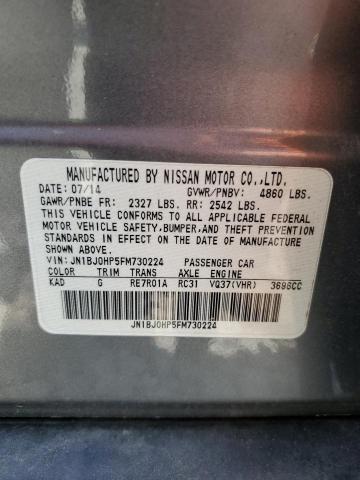 MANUFACTURED BY NISSAN MOTOR CO.,LTD.
DATE: 07/14 GVWR/PNBV: 4860 LBS.
GAWR/PNBE FR: 2327 LBS. RR: 2542 LBS.
THIS VEHICLE CONFORMS TO ALL APPLICABLE FEDERAL
MOTOR VEHICLE SAFETY,BUMPER,AND THEFT PREVENTION
STANDARDS IN EFFECT ON THE DATE OF MANUFACTURE
SHOWN ABOVE.
VIN: JN1BJ0HP5FM730224 PASSENGER CAR
COLOR TRIM TRANS AXLE ENGINE
KAD G RE7R01A RC31 VQ37(VHR) 3696CC
JN1BJ0HP5FM730224